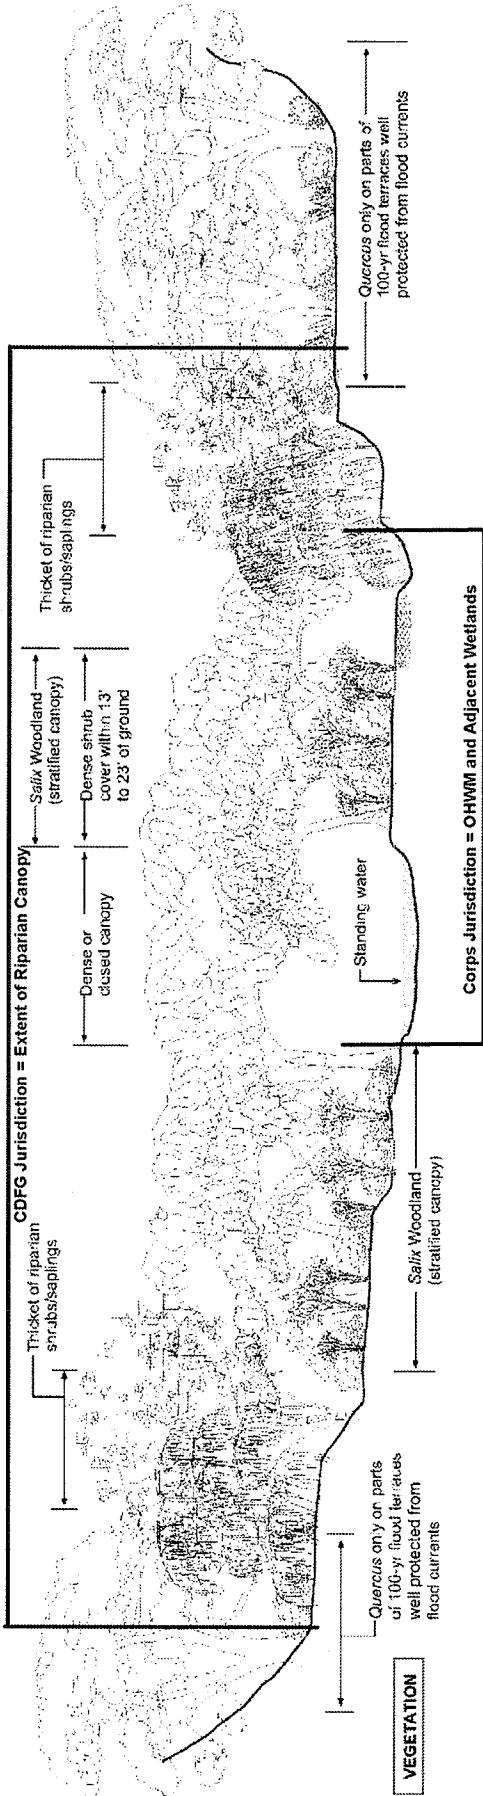 CDFG Jurisdiction = Extent of Riparian Canopy
Thicket of riparian
shrubs/saplings
Dense or
closed canopy
Salix Woodland
(stratified canopy)
Dense shrub
cover within 13'
to 23' of ground
Thicket of riparian
shrubs/saplings
Quercus only on parts
of 100-yr flood terraces
well protected from
flood currents
Salix Woodland
(stratified canopy)
Standing water
Quercus only on parts of
100-yr flood terraces well
protected from flood currents
Corps Jurisdiction = OHWM and Adjacent Wetlands
VEGETATION